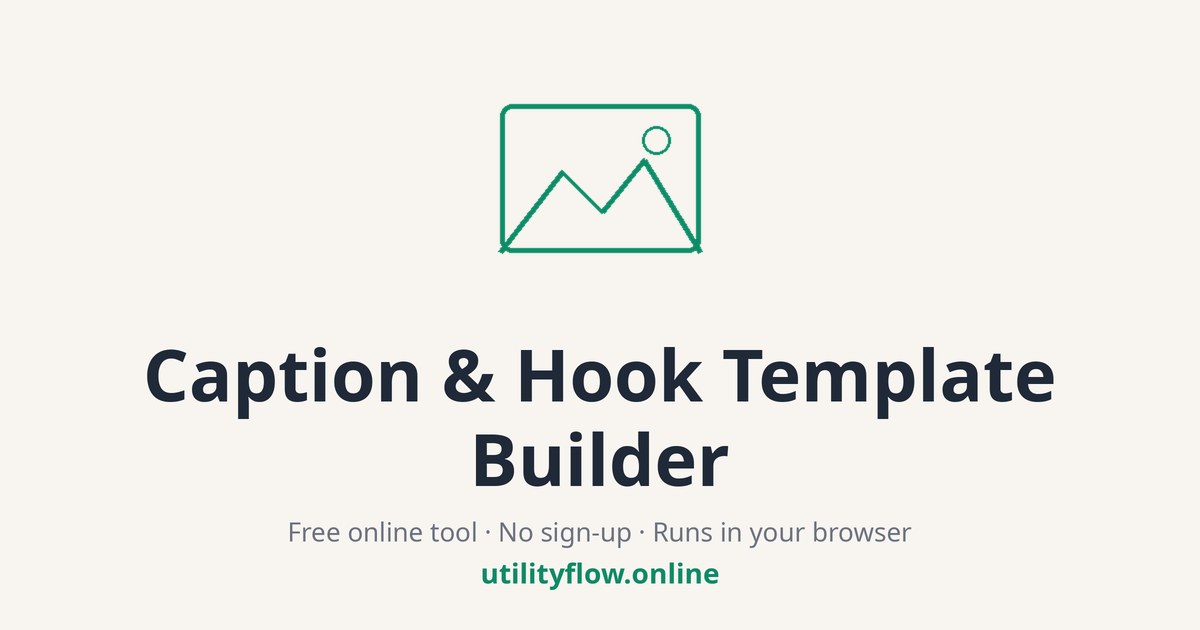 Caption & Hook Template
Builder
Free online tool · No sign-up · Runs in your browser
utilityflow.online